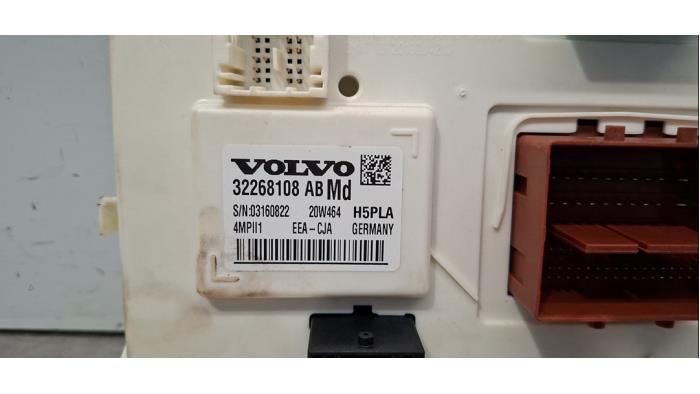 VOLVO
32268108 AB Md
S/N:03160822 20W464 H5PLA
4MPII1 EEA-CJA GERMANY